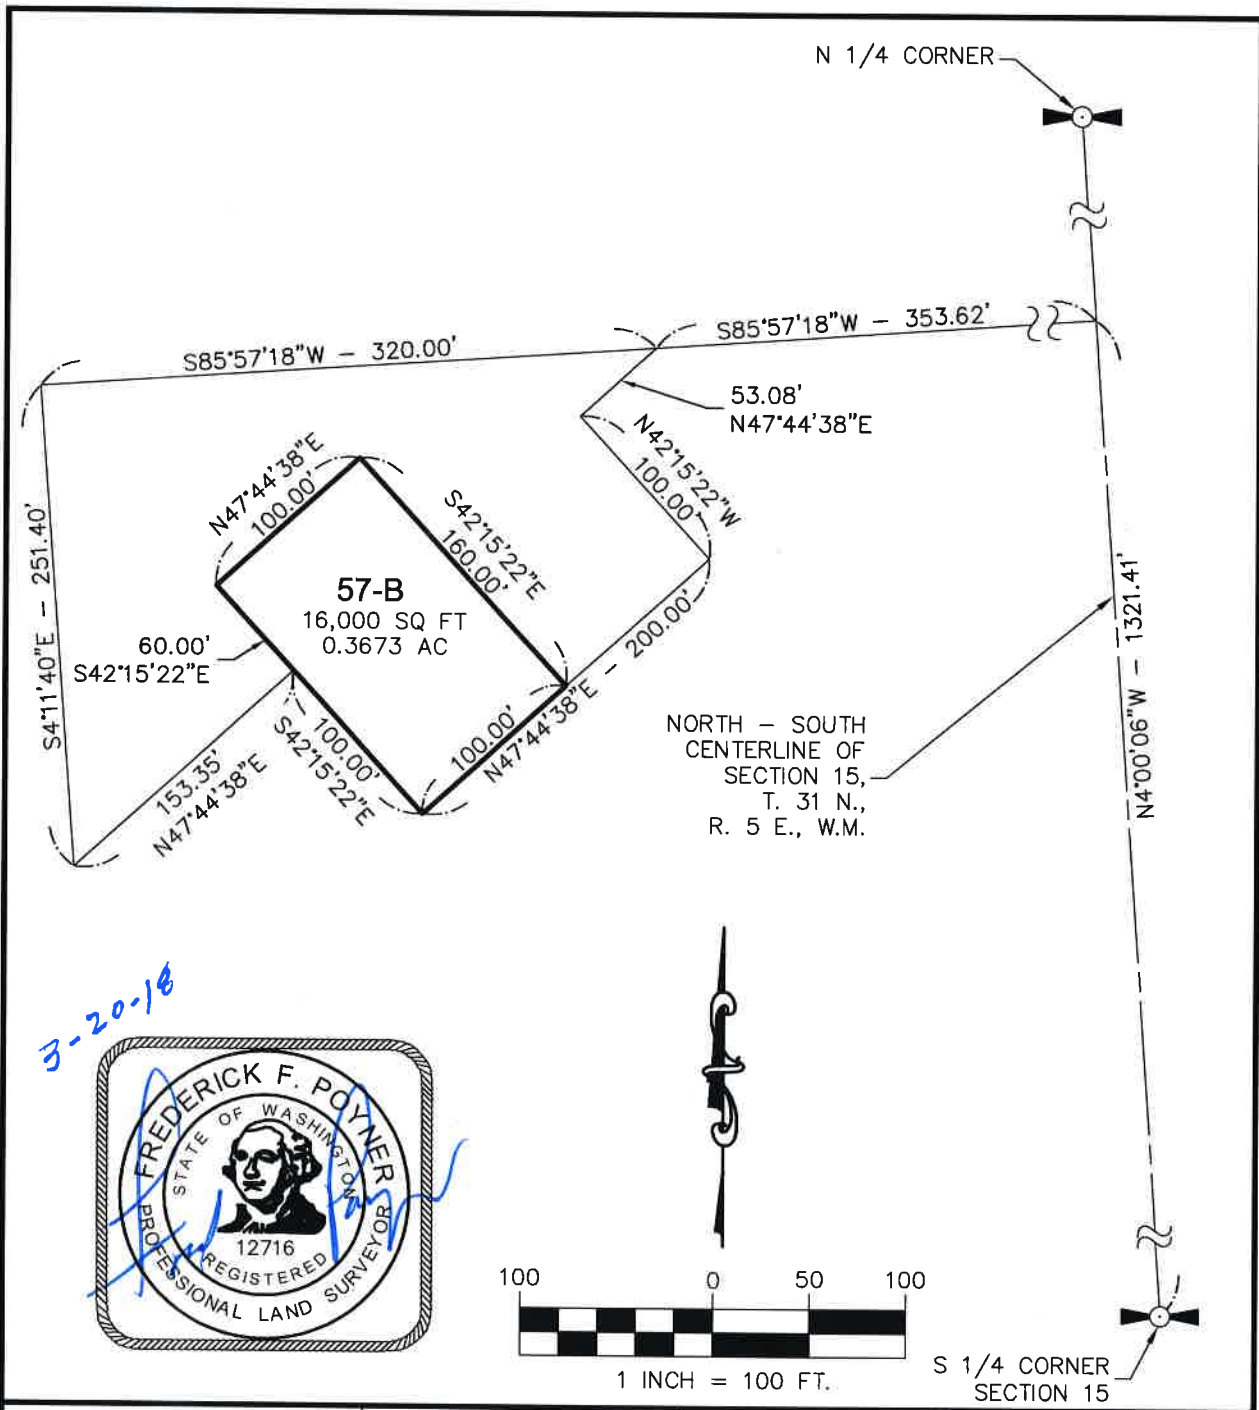 N 1/4 CORNER
S85°57'18"W – 353.62'
S85°57'18"W – 320.00'
53.08'
N47°44'38"E
N42°15'22"W
100.00'
N47°44'38"E
100.00'
S42°15'22"E
160.00'
S4°11'40"E – 251.40'
57-B
16,000 SQ FT
0.3673 AC
60.00'
S42°15'22"E
N47°44'38"E – 200.00'
100.00'
100.00'
S42°15'22"E
153.35'
N47°44'38"E
N4°00'06"W – 1321.41'
NORTH – SOUTH
CENTERLINE OF
SECTION 15,
T. 31 N.,
R. 5 E., W.M.
3-20-18
FREDERICK F. POYNER
STATE OF WASHINGTON
12716
REGISTERED
PROFESSIONAL LAND SURVEYOR
100 0 50 100
1 INCH = 100 FT.
S 1/4 CORNER
SECTION 15